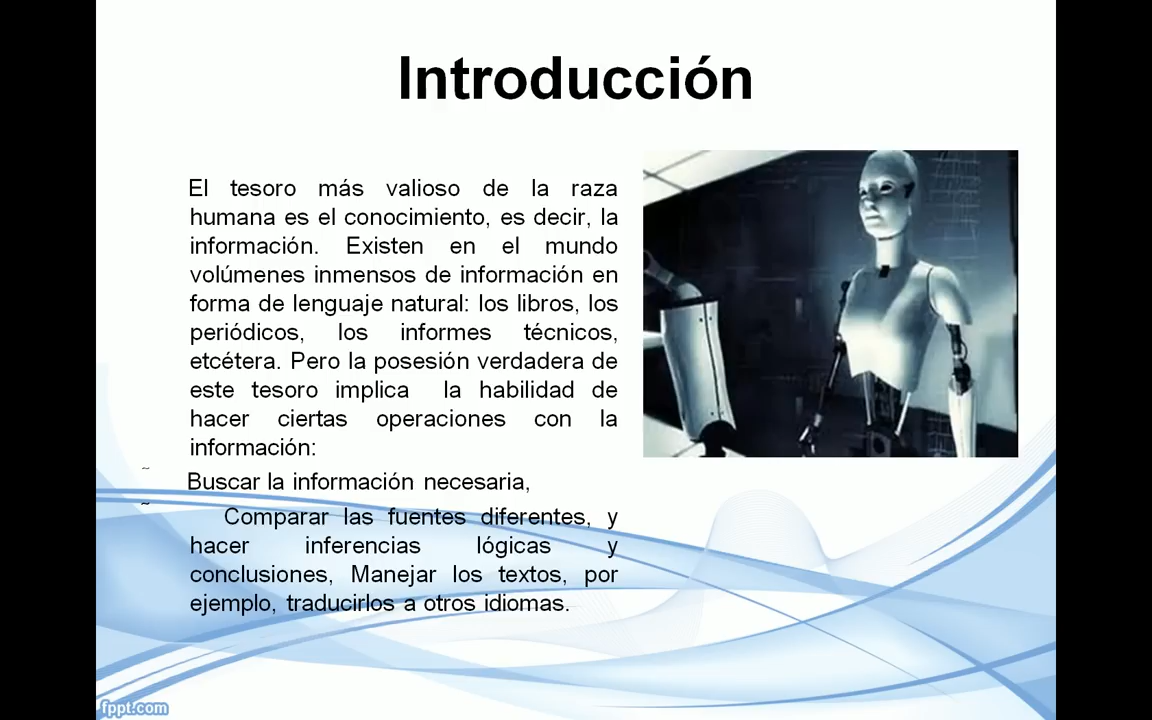 Introducción
El tesoro más valioso de la raza
humana es el conocimiento, es decir, la
información. Existen en el mundo
volúmenes inmensos de información en
forma de lenguaje natural: los libros, los
periódicos, los informes técnicos,
etcétera. Pero la posesión verdadera de
este tesoro implica la habilidad de
hacer ciertas operaciones con la
información:
~ Buscar la información necesaria,
~ Comparar las fuentes diferentes, y
hacer inferencias lógicas y
conclusiones, Manejar los textos, por
ejemplo, traducirlos a otros idiomas.
fppt.com